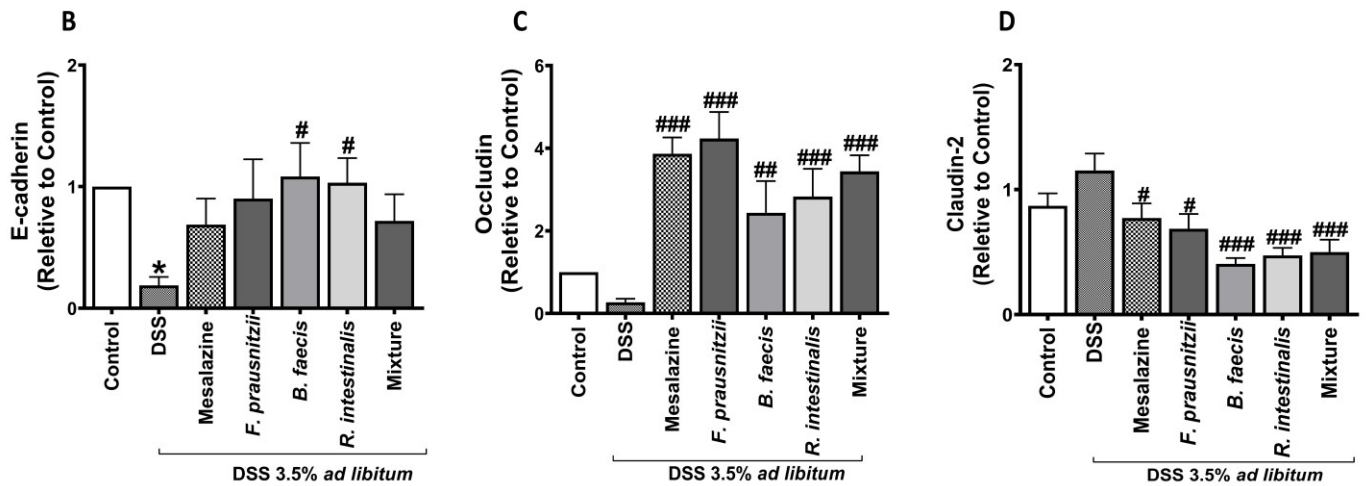 B
E-cadherin
(Reletive to Control)
2
1
0
*
#
#
Control
DSS
Mesalazine
F. prausnitzii
B. faecis
R. intestinalis
Mixture
DSS 3.5% ad libitum
C
Occludin
(Reletive to Control)
6
4
2
0
###
###
##
###
###
Control
DSS
Mesalazine
F. prausnitzii
B. faecis
R. intestinalis
Mixture
DSS 3.5% ad libitum
D
Claudin-2
(Reletive to Control)
2
1
0
#
#
###
###
###
Control
DSS
Mesalazine
F. prausnitzii
B. faecis
R. intestinalis
Mixture
DSS 3.5% ad libitum